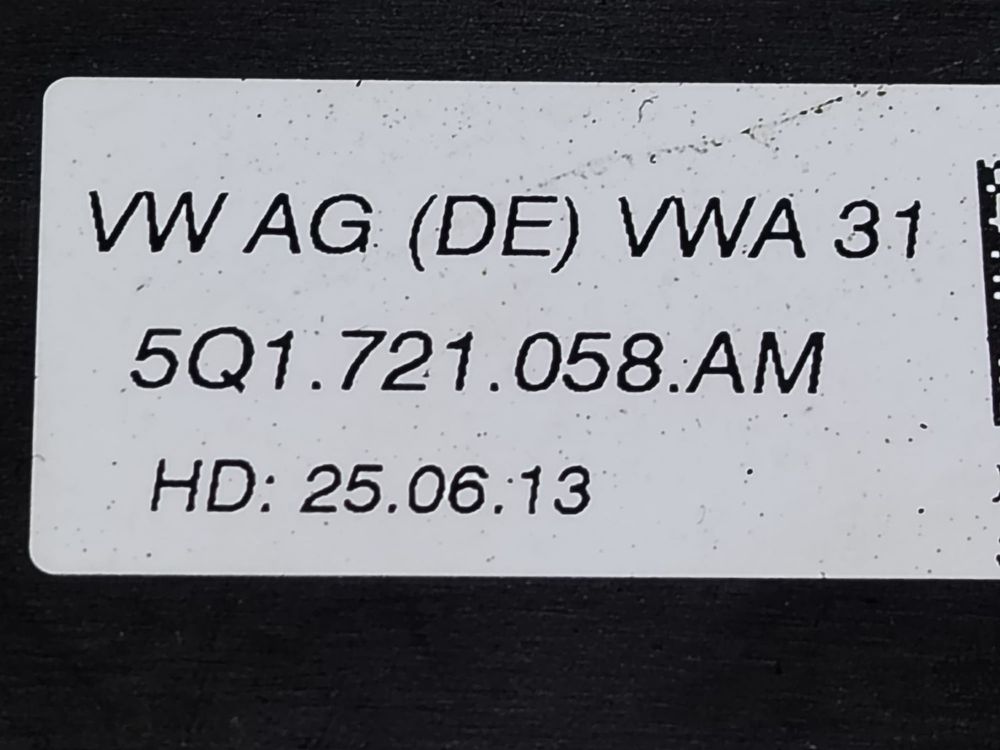 VW AG (DE) VWA 31
5Q1.721.058.AM
HD: 25.06.13